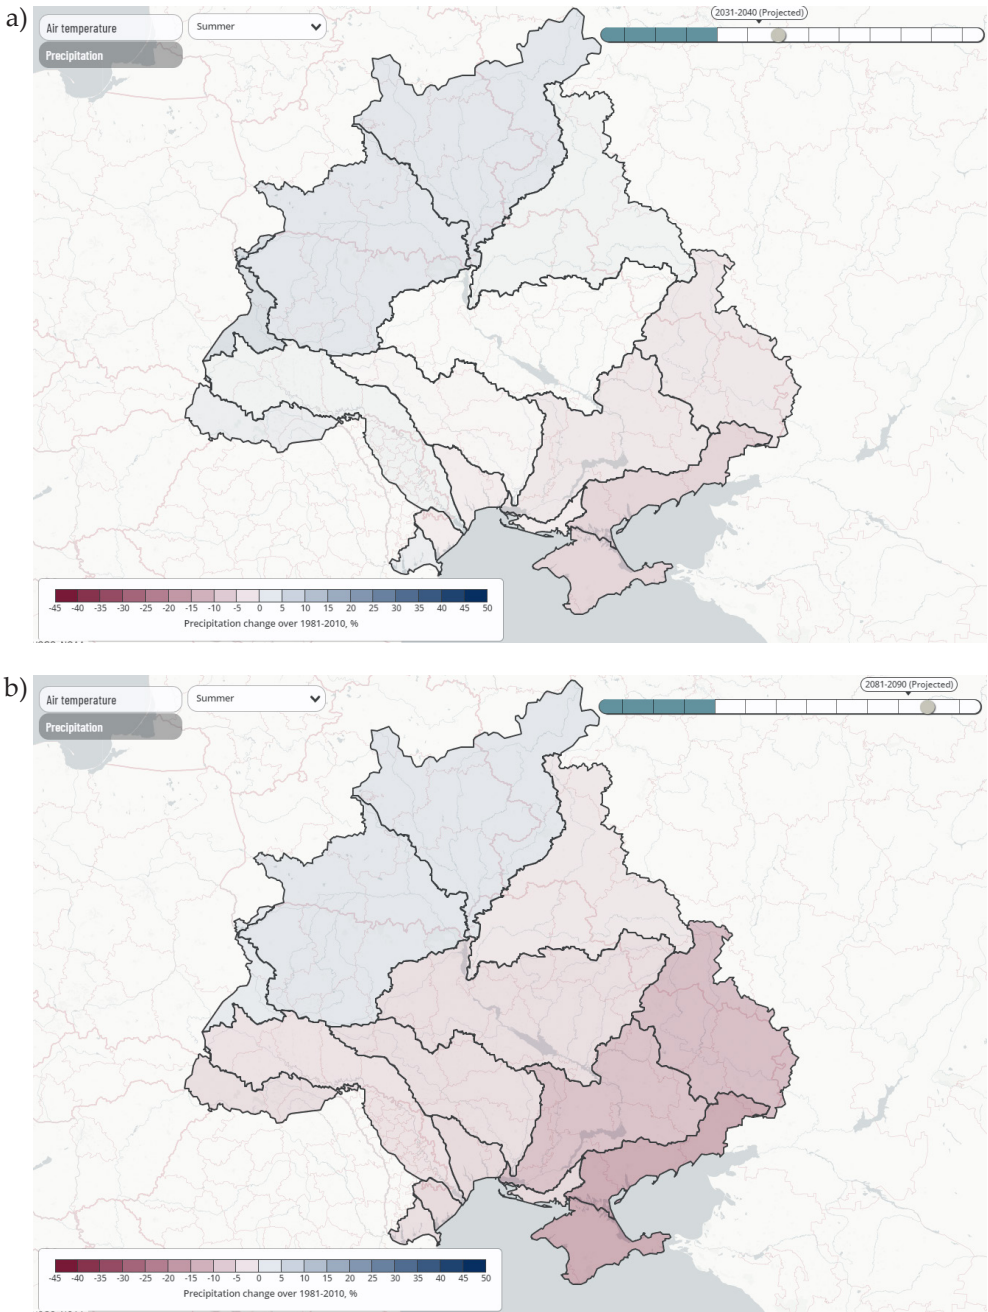 a)
Air temperature
Summer
2031-2040 (Projected)
Precipitation
-45 -40 -35 -30 -25 -20 -15 -10 -5 0 5 10 15 20 25 30 35 40 45 50
Precipitation change over 1981-2010, %
b)
Air temperature
Summer
2081-2090 (Projected)
Precipitation
-45 -40 -35 -30 -25 -20 -15 -10 -5 0 5 10 15 20 25 30 35 40 45 50
Precipitation change over 1981-2010, %